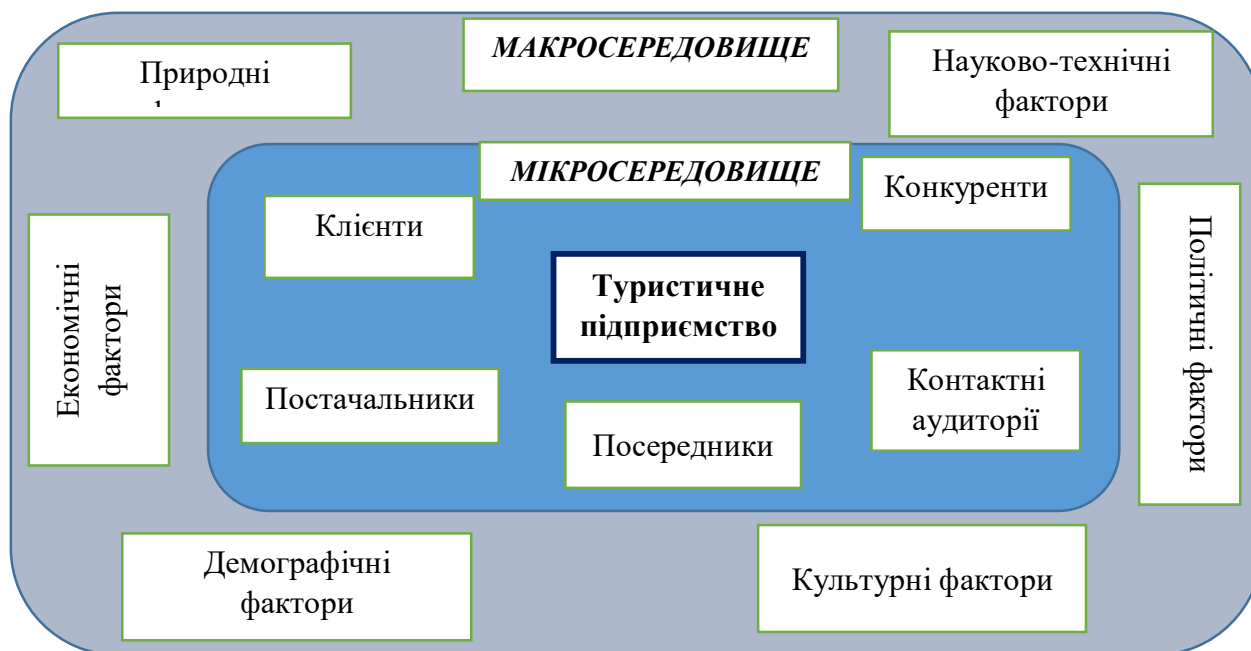 МАКРОСЕРЕДОВИЩЕ
Природні
Науково-технічні
фактори
МІКРОСЕРЕДОВИЩЕ
Конкуренти
Клієнти
Економічні
фактори
Політичні фактори
Туристичне
підприємство
Постачальники
Контактні
аудиторії
Посередники
Демографічні
фактори
Культурні фактори